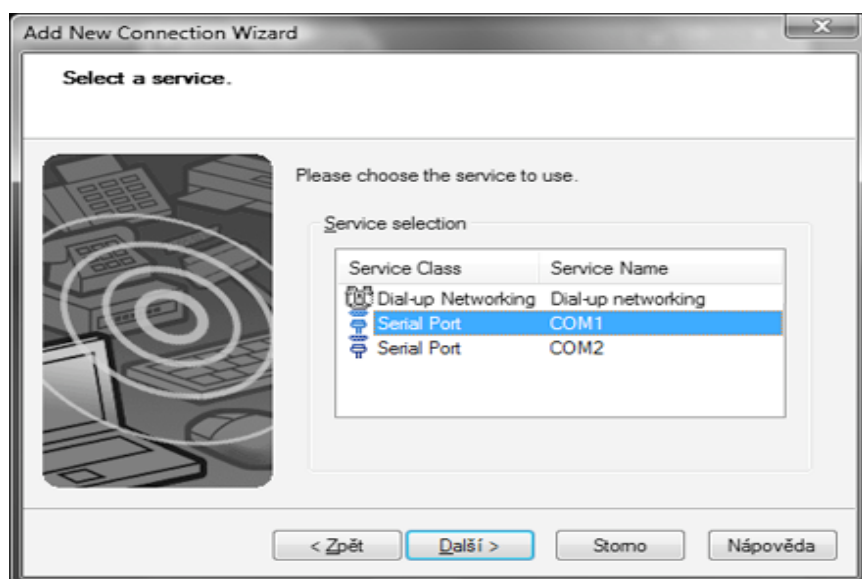 Add New Connection Wizard
Select a service.
Please choose the service to use.
Service selection
Service Class Service Name
Dial-up Networking Dial-up networking
Serial Port COM1
Serial Port COM2
< Zpět Další > Storno Nápověda